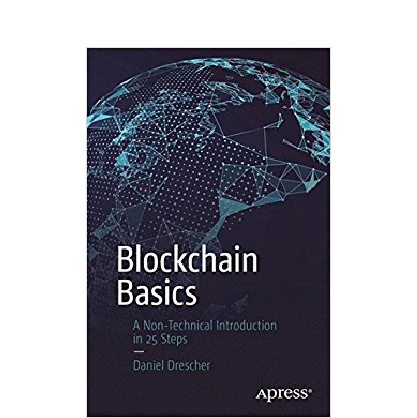 Blockchain
Basics
A Non-Technical Introduction
in 25 Steps
Daniel Drescher
Apress®